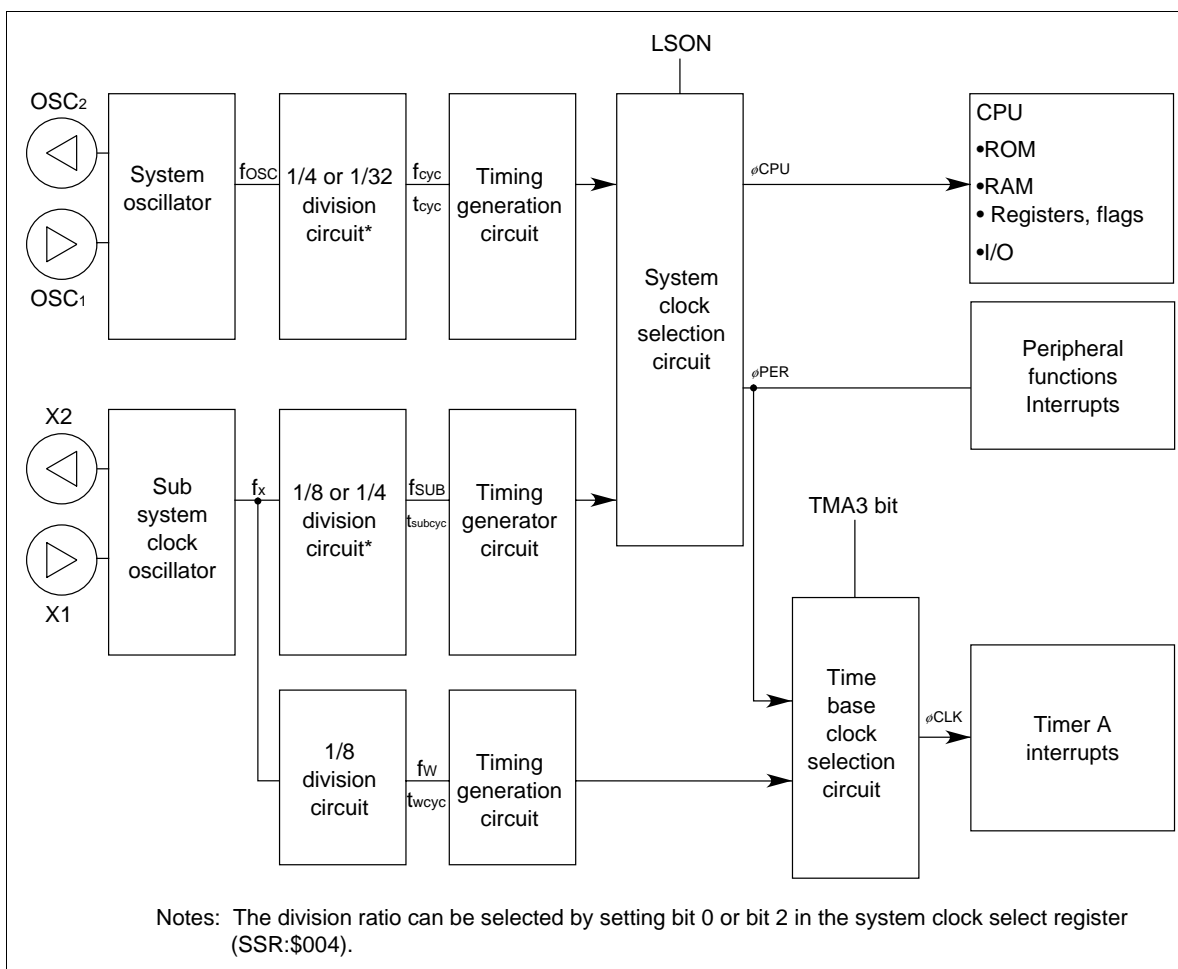 LSON
OSC2
OSC1
System
oscillator
fOSC
1/4 or 1/32
division
circuit*
fcyc
tcyc
Timing
generation
circuit
System
clock
selection
circuit
øCPU
øPER
CPU
•ROM
•RAM
• Registers, flags
•I/O
Peripheral
functions
Interrupts
X2
X1
Sub
system
clock
oscillator
fx
1/8 or 1/4
division
circuit*
fSUB
tsubcyc
Timing
generator
circuit
TMA3 bit
1/8
division
circuit
fW
twcyc
Timing
generation
circuit
Time
base
clock
selection
circuit
øCLK
Timer A
interrupts
Notes: The division ratio can be selected by setting bit 0 or bit 2 in the system clock select register
(SSR:$004).